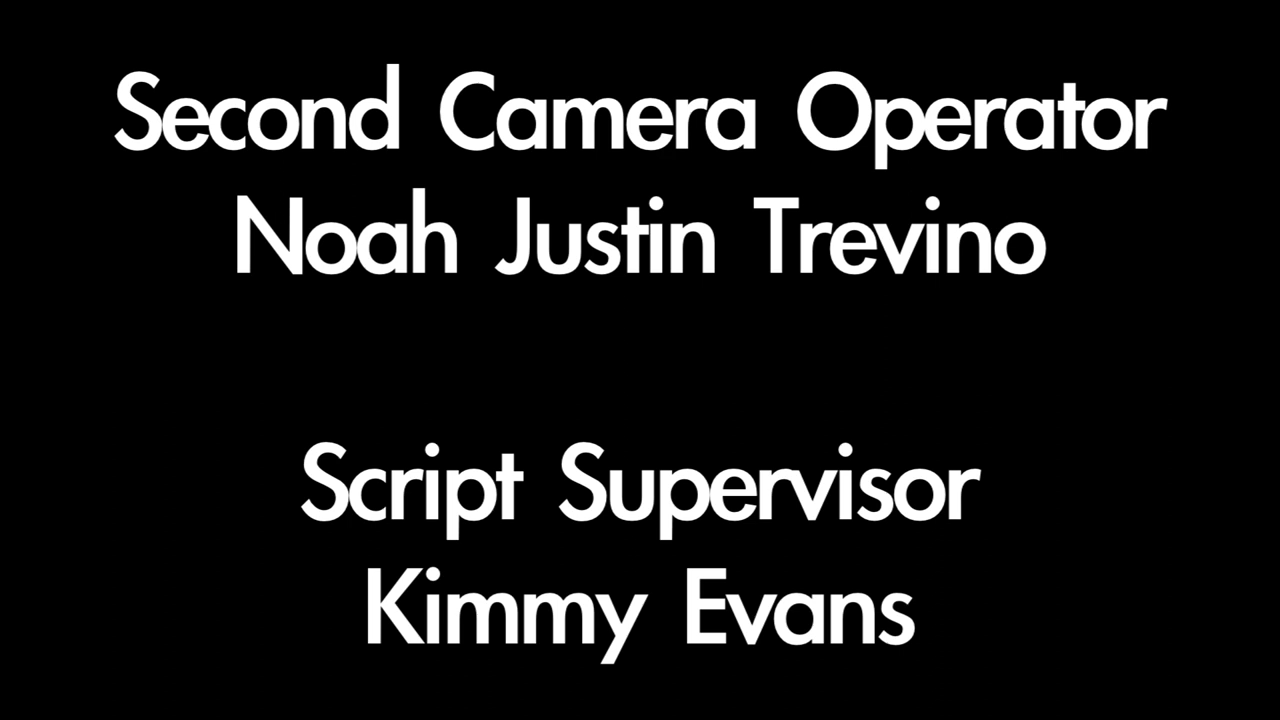 Second Camera Operator
Noah Justin Trevino
Script Supervisor
Kimmy Evans